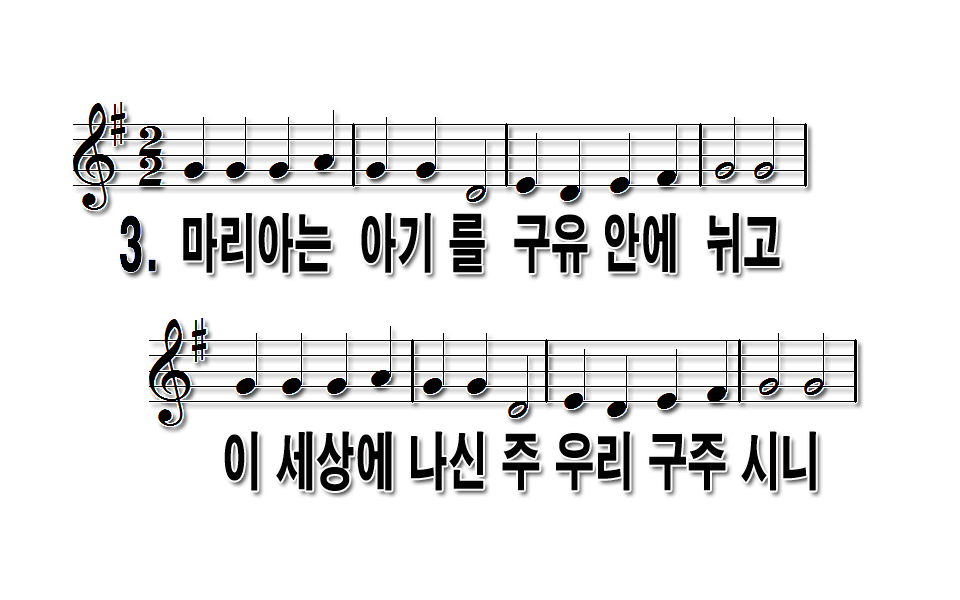 3. 마리아는 아기 를 구유 안에 뉘고
이 세상에 나신 주 우리 구주 시니